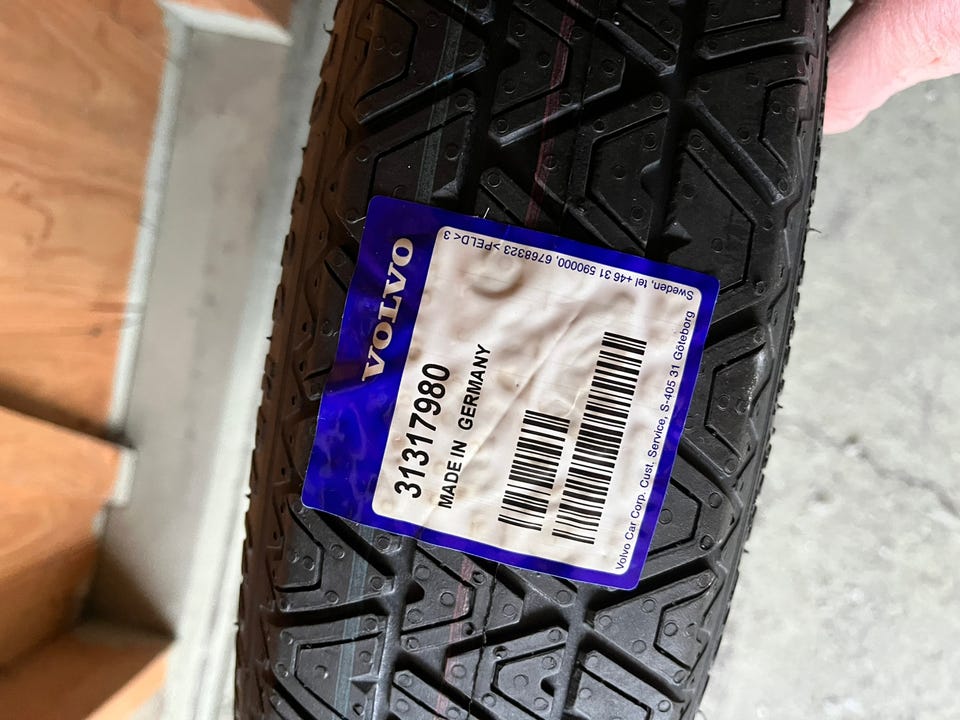 VOLVO
31317980
MADE IN GERMANY
Volvo Car Corp. Cust. Service, S-405 31 Göteborg
Sweden, tel +46 31 590000, 6768323 >PELD< 3